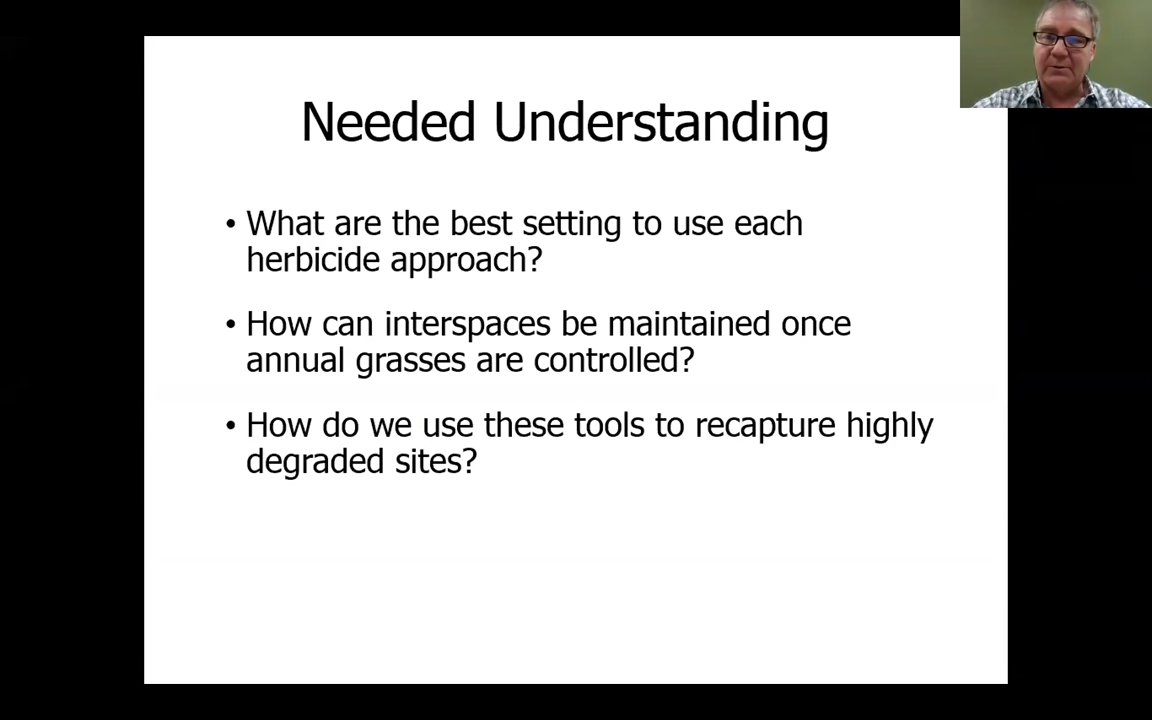 Needed Understanding
• What are the best setting to use each
herbicide approach?
• How can interspaces be maintained once
annual grasses are controlled?
• How do we use these tools to recapture highly
degraded sites?